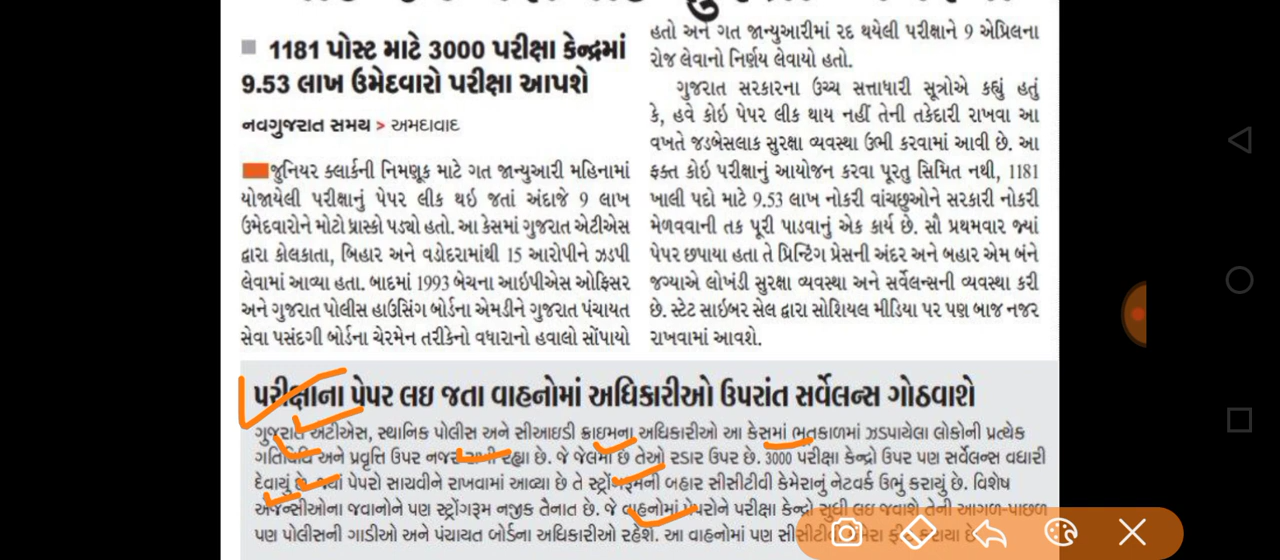 1181 પોસ્ટ માટે 3000 પરીક્ષા કેન્દ્રમાં
9.53 લાખ ઉમેદવારો પરીક્ષા આપશે
નવગુજરાત સમય > અમદાવાદ
જુનિયર ક્લાર્કની નિમણૂક માટે ગત જાન્યુઆરી મહિનામાં
યોજાયેલી પરીક્ષાનું પેપર લીક થઇ જતાં અંદાજે 9 લાખ
ઉમેદવારોને મોટો ધ્રાસ્કો પડ્યો હતો. આ કેસમાં ગુજરાત એટીએસ
દ્વારા કોલકાતા, બિહાર અને વડોદરામાંથી 15 આરોપીને ઝડપી
લેવામાં આવ્યા હતા. બાદમાં 1993 બેચના આઇપીએસ ઓફિસર
અને ગુજરાત પોલીસ હાઉસિંગ બોર્ડના એમડીને ગુજરાત પંચાયત
સેવા પસંદગી બોર્ડના ચેરમેન તરીકેનો વધારાનો હવાલો સોંપાયો
હતો અને ગત જાન્યુઆરીમાં રદ થયેલી પરીક્ષાને 9 એપ્રિલના
રોજ લેવાનો નિર્ણય લેવાયો હતો.
ગુજરાત સરકારના ઉચ્ચ સત્તાધારી સૂત્રોએ કહ્યું હતું
કે, હવે કોઇ પેપર લીક થાય નહીં તેની તકેદારી રાખવા આ
વખતે જડબેસલાક સુરક્ષા વ્યવસ્થા ઉભી કરવામાં આવી છે. આ
ફક્ત કોઇ પરીક્ષાનું આયોજન કરવા પૂરતુ સિમિત નથી, 1181
ખાલી પદો માટે 9.53 લાખ નોકરી વાંચછુઓને સરકારી નોકરી
મેળવવાની તક પૂરી પાડવાનું એક કાર્ય છે. સૌ પ્રથમવાર જ્યાં
પેપર છપાયા હતા તે પ્રિન્ટિંગ પ્રેસની અંદર અને બહાર એમ બંને
જગ્યાએ લોખંડી સુરક્ષા વ્યવસ્થા અને સર્વેલન્સની વ્યવસ્થા કરી
છે. સ્ટેટ સાઇબર સેલ દ્વારા સોશિયલ મીડિયા પર પણ બાજ નજર
રાખવામાં આવશે.
પરીક્ષાના પેપર લઇ જતા વાહનોમાં અધિકારીઓ ઉપરાંત સર્વેલન્સ ગોઠવાશે
ગુજરાત એટીએસ, સ્થાનિક પોલીસ અને સીઆઇડી ક્રાઇમના અધિકારીઓ આ કેસમાં ભૂતકાળમાં ઝડપાયેલા લોકોની પ્રત્યેક
ગતિવિધિ અને પ્રવૃત્તિ ઉપર નજર રાખી રહ્યા છે. જે જેલમાં છે તેઓ રડાર ઉપર છે. 3000 પરીક્ષા કેન્દ્રો ઉપર પણ સર્વેલન્સ વધારી
દેવાયું છે. જ્યાં પેપરો સાચવીને રાખવામાં આવ્યા છે તે સ્ટ્રોંગરૂમની બહાર સીસીટીવી કેમેરાનું નેટવર્ક ઉભું કરાયું છે. વિશેષ
એજન્સીઓના જવાનોને પણ સ્ટ્રોંગરૂમ નજીક તૈનાત છે. જે વાહનોમાં પેપરોને પરીક્ષા કેન્દ્રો સુધી લઇ જવાશે તેની આગળ-પાછળ
પણ પોલીસની ગાડીઓ અને પંચાયત બોર્ડના અધિકારીઓ રહેશે. આ વાહનોમાં પણ સીસીટીવી કેમેરા ફીટ કરાયા છે